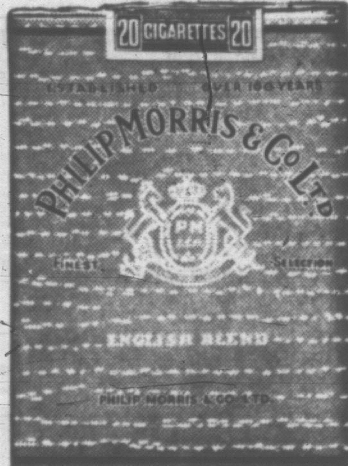 20 CIGARETTES 20
ESTABLISHED OVER 100 YEARS
PHILIP MORRIS & CO. LTD
PM
FINEST SELECTION
ENGLISH BLEND
PHILIP MORRIS & CO. LTD.